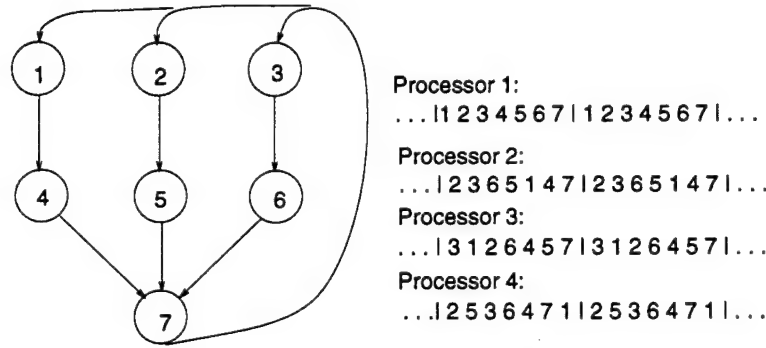 1 2 3
4 5 6
7
Processor 1:
. . . |1 2 3 4 5 6 7 | 1 2 3 4 5 6 7 | . . .
Processor 2:
. . . | 2 3 6 5 1 4 7 | 2 3 6 5 1 4 7 | . . .
Processor 3:
. . . | 3 1 2 6 4 5 7 | 3 1 2 6 4 5 7 | . . .
Processor 4:
. . . | 2 5 3 6 4 7 1 | 2 5 3 6 4 7 1 | . . .